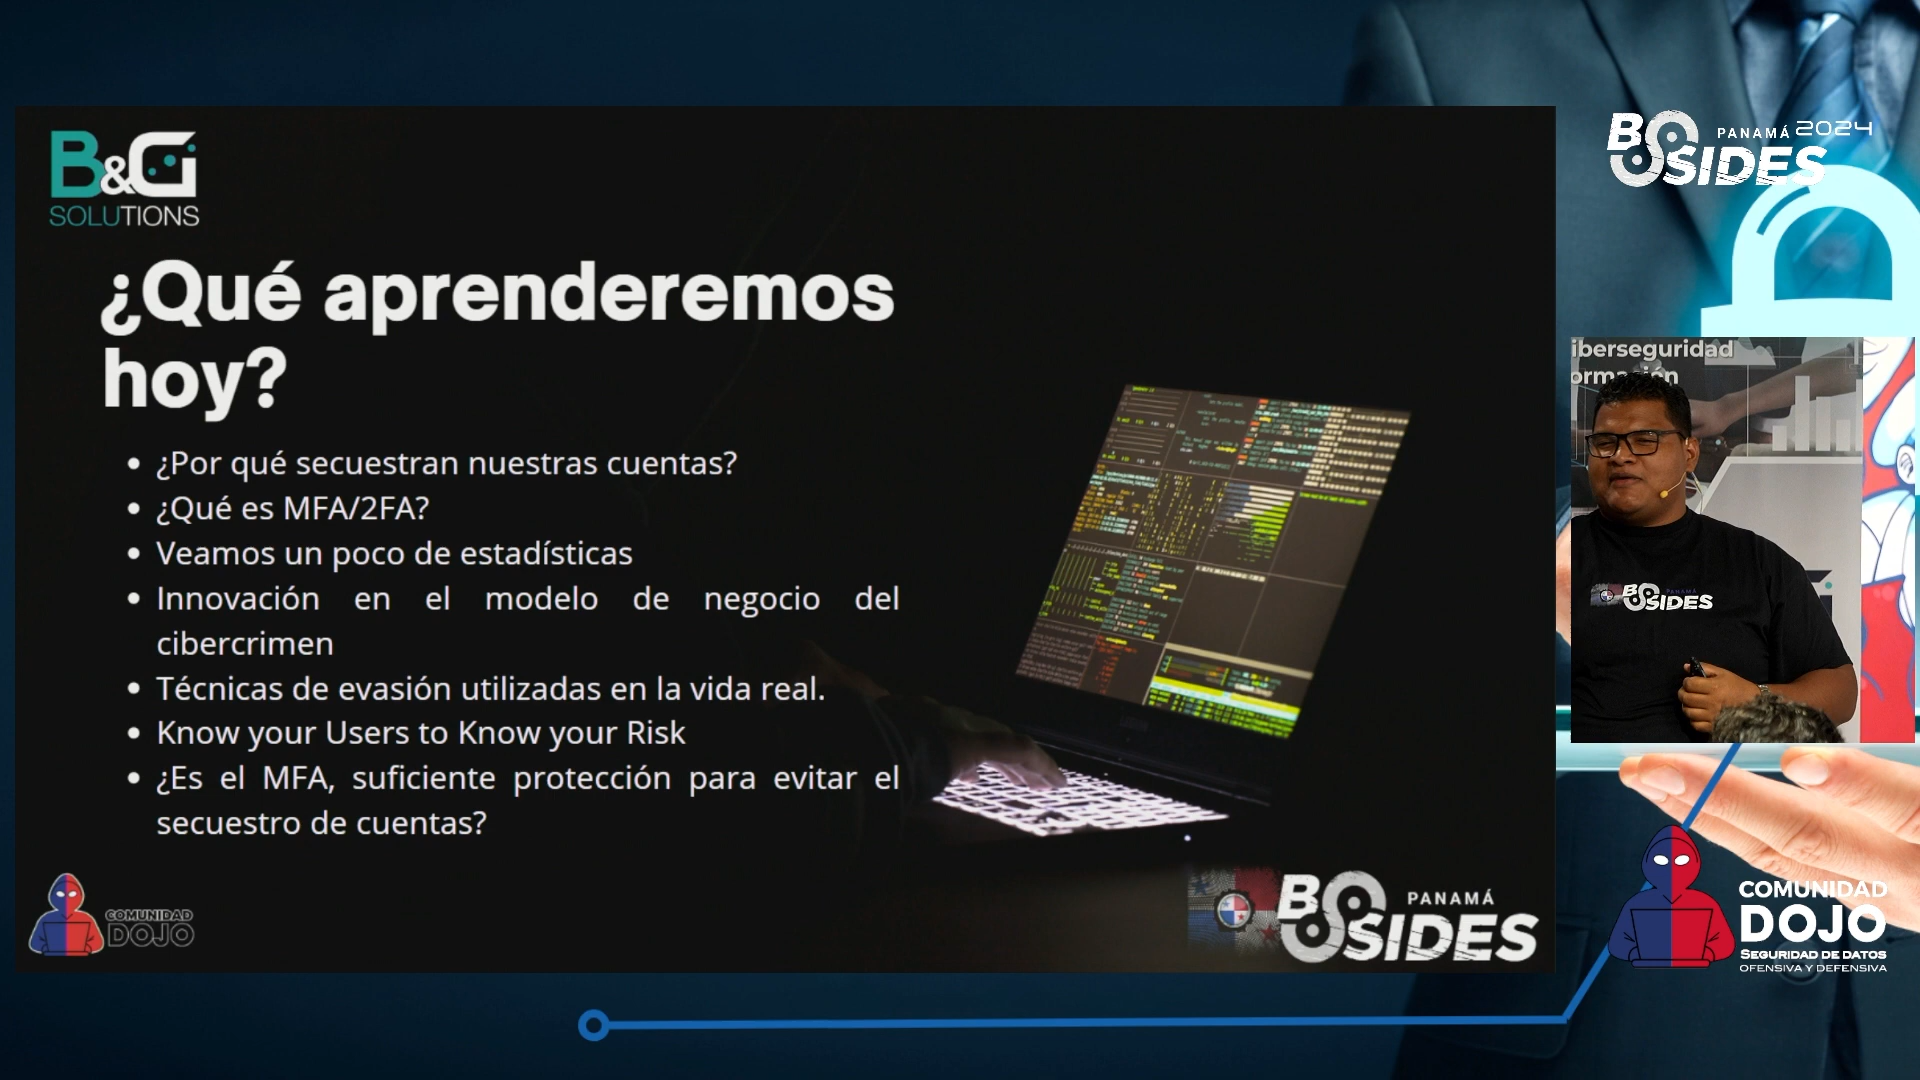 B&G
SOLUTIONS
¿Qué aprenderemos
hoy?
• ¿Por qué secuestran nuestras cuentas?
• ¿Qué es MFA/2FA?
• Veamos un poco de estadísticas
• Innovación en el modelo de negocio del
cibercrimen
• Técnicas de evasión utilizadas en la vida real.
• Know your Users to Know your Risk
• ¿Es el MFA, suficiente protección para evitar el
secuestro de cuentas?
COMUNIDAD
DOJO
PANAMÁ
BSIDES
PANAMÁ 2024
BSIDES
iberseguridad
ormación
PANAMÁ
BSIDES
COMUNIDAD
DOJO
SEGURIDAD DE DATOS
OFENSIVA Y DEFENSIVA